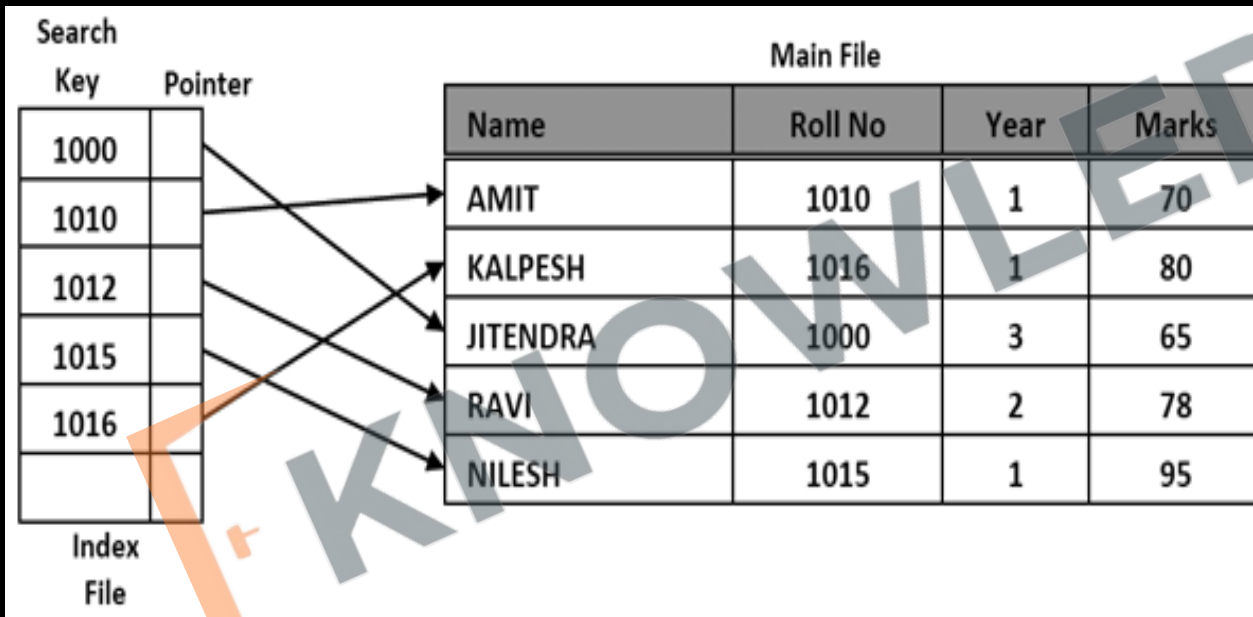 Search
Key Pointer
1000
1010
1012
1015
1016
Index
File
Main File
Name Roll No Year Marks
AMIT 1010 1 70
KALPESH 1016 1 80
JITENDRA 1000 3 65
RAVI 1012 2 78
NILESH 1015 1 95